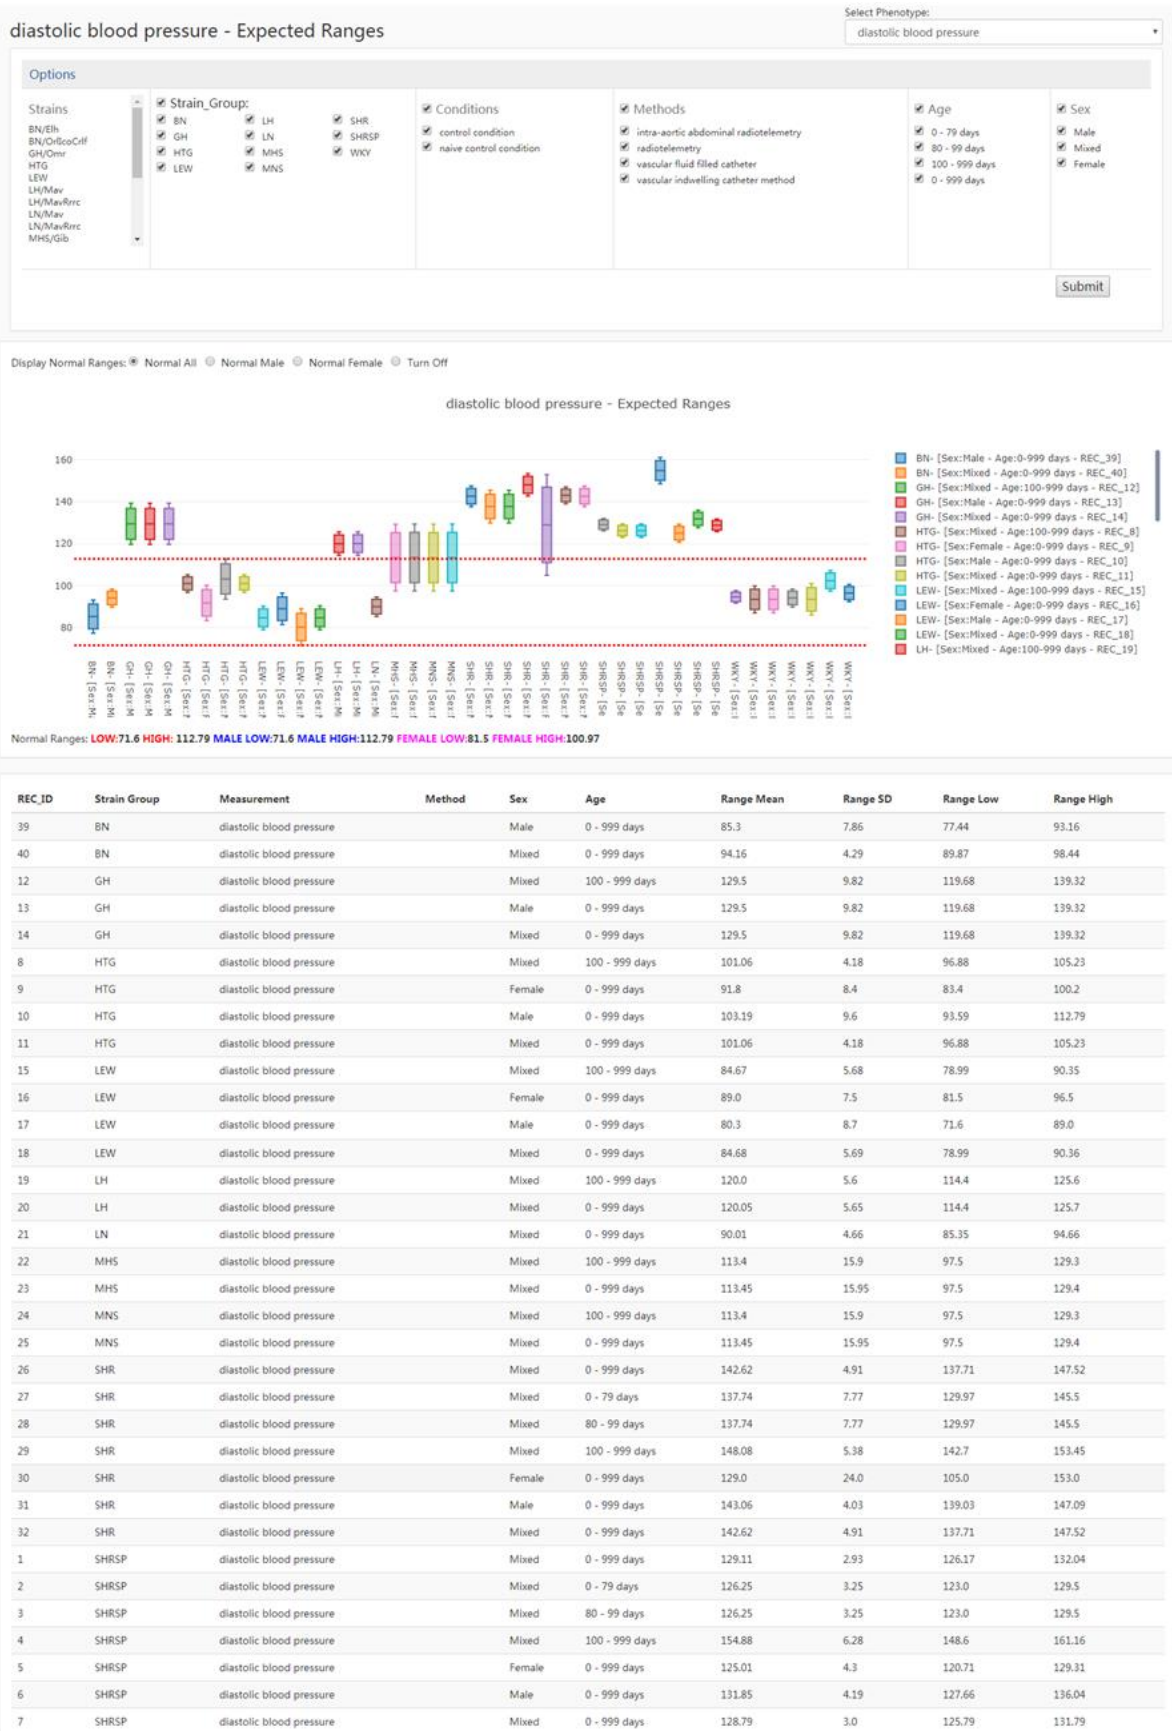 Select Phenotype:
diastolic blood pressure - Expected Ranges
diastolic blood pressure
Options
Strains
BN/Elh
BN/OrlIcoCrlf
GH/Omr
HTG
LEW
LH/Mav
LH/MavRrrc
LN/Mav
LN/MavRrrc
MHS/Gib
Strain_Group:
BN LH SHR
GH LN SHRSP
HTG MHS WKY
LEW MNS
Conditions
control condition
naive control condition
Methods
intra-aortic abdominal radiotelemetry
radiotelemetry
vascular fluid filled catheter
vascular indwelling catheter method
Age
0 - 79 days
80 - 99 days
100 - 999 days
0 - 999 days
Sex
Male
Mixed
Female
Submit
Display Normal Ranges: Normal All Normal Male Normal Female Turn Off
diastolic blood pressure - Expected Ranges
160
140
120
100
80
BN- [Sex:Male - Age:0-999 days - REC_39]
BN- [Sex:Mixed - Age:0-999 days - REC_40]
GH- [Sex:Mixed - Age:100-999 days - REC_12]
GH- [Sex:Male - Age:0-999 days - REC_13]
GH- [Sex:Mixed - Age:0-999 days - REC_14]
HTG- [Sex:Mixed - Age:100-999 days - REC_8]
HTG- [Sex:Female - Age:0-999 days - REC_9]
HTG- [Sex:Male - Age:0-999 days - REC_10]
HTG- [Sex:Mixed - Age:0-999 days - REC_11]
LEW- [Sex:Mixed - Age:100-999 days - REC_15]
LEW- [Sex:Female - Age:0-999 days - REC_16]
LEW- [Sex:Male - Age:0-999 days - REC_17]
LEW- [Sex:Mixed - Age:0-999 days - REC_18]
LH- [Sex:Mixed - Age:100-999 days - REC_19]
Normal Ranges: LOW:71.6 HIGH: 112.79 MALE LOW:71.6 MALE HIGH:112.79 FEMALE LOW:81.5 FEMALE HIGH:100.97
REC_ID Strain Group Measurement Method Sex Age Range Mean Range SD Range Low Range High
39 BN diastolic blood pressure Male 0 - 999 days 85.3 7.86 77.44 93.16
40 BN diastolic blood pressure Mixed 0 - 999 days 94.16 4.29 89.87 98.44
12 GH diastolic blood pressure Mixed 100 - 999 days 129.5 9.82 119.68 139.32
13 GH diastolic blood pressure Male 0 - 999 days 129.5 9.82 119.68 139.32
14 GH diastolic blood pressure Mixed 0 - 999 days 129.5 9.82 119.68 139.32
8 HTG diastolic blood pressure Mixed 100 - 999 days 101.06 4.18 96.88 105.23
9 HTG diastolic blood pressure Female 0 - 999 days 91.8 8.4 83.4 100.2
10 HTG diastolic blood pressure Male 0 - 999 days 103.19 9.6 93.59 112.79
11 HTG diastolic blood pressure Mixed 0 - 999 days 101.06 4.18 96.88 105.23
15 LEW diastolic blood pressure Mixed 100 - 999 days 84.67 5.68 78.99 90.35
16 LEW diastolic blood pressure Female 0 - 999 days 89.0 7.5 81.5 96.5
17 LEW diastolic blood pressure Male 0 - 999 days 80.3 8.7 71.6 89.0
18 LEW diastolic blood pressure Mixed 0 - 999 days 84.68 5.69 78.99 90.36
19 LH diastolic blood pressure Mixed 100 - 999 days 120.0 5.6 114.4 125.6
20 LH diastolic blood pressure Mixed 0 - 999 days 120.05 5.65 114.4 125.7
21 LN diastolic blood pressure Mixed 0 - 999 days 90.01 4.66 85.35 94.66
22 MHS diastolic blood pressure Mixed 100 - 999 days 113.4 15.9 97.5 129.3
23 MHS diastolic blood pressure Mixed 0 - 999 days 113.45 15.95 97.5 129.4
24 MNS diastolic blood pressure Mixed 100 - 999 days 113.4 15.9 97.5 129.3
25 MNS diastolic blood pressure Mixed 0 - 999 days 113.45 15.95 97.5 129.4
26 SHR diastolic blood pressure Mixed 0 - 999 days 142.62 4.91 137.71 147.52
27 SHR diastolic blood pressure Mixed 0 - 79 days 137.74 7.77 129.97 145.5
28 SHR diastolic blood pressure Mixed 80 - 99 days 137.74 7.77 129.97 145.5
29 SHR diastolic blood pressure Mixed 100 - 999 days 148.08 5.38 142.7 153.45
30 SHR diastolic blood pressure Female 0 - 999 days 129.0 24.0 105.0 153.0
31 SHR diastolic blood pressure Male 0 - 999 days 143.06 4.03 139.03 147.09
32 SHR diastolic blood pressure Mixed 0 - 999 days 142.62 4.91 137.71 147.52
1 SHRSP diastolic blood pressure Mixed 0 - 999 days 129.11 2.93 126.17 132.04
2 SHRSP diastolic blood pressure Mixed 0 - 79 days 126.25 3.25 123.0 129.5
3 SHRSP diastolic blood pressure Mixed 80 - 99 days 126.25 3.25 123.0 129.5
4 SHRSP diastolic blood pressure Mixed 100 - 999 days 154.88 6.28 148.6 161.16
5 SHRSP diastolic blood pressure Female 0 - 999 days 125.01 4.3 120.71 129.31
6 SHRSP diastolic blood pressure Male 0 - 999 days 131.85 4.19 127.66 136.04
7 SHRSP diastolic blood pressure Mixed 0 - 999 days 128.79 3.0 125.79 131.79